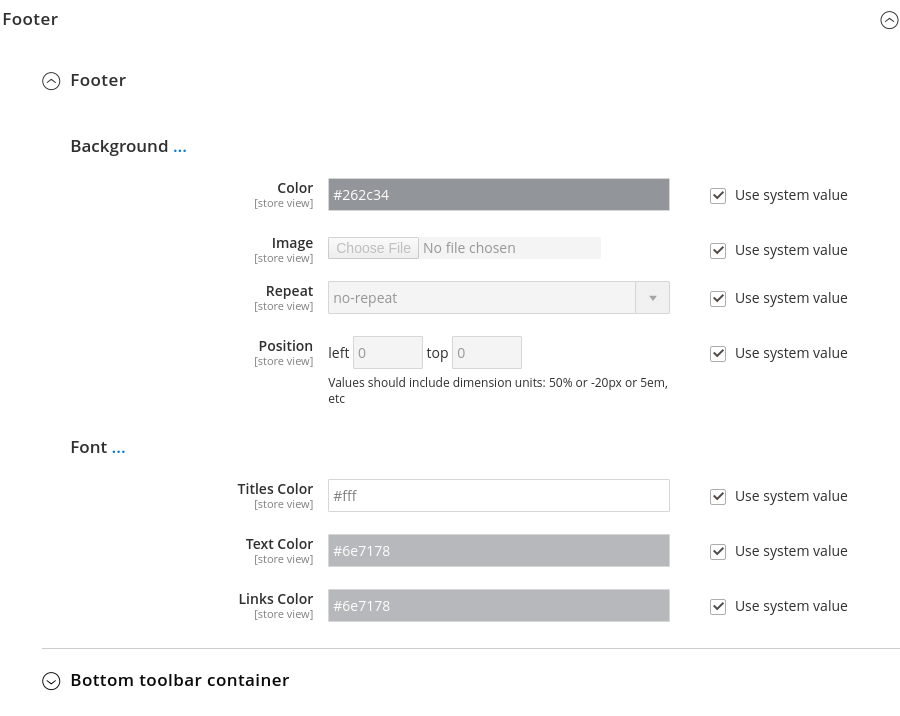 Footer
Footer
Background ...
Color
#262c34
Use system value
[store view]
Image
Choose File No file chosen
Use system value
[store view]
Repeat
no-repeat
Use system value
[store view]
Position
left 0 top 0
Use system value
[store view]
Values should include dimension units: 50% or -20px or 5em,
etc
Font ...
Titles Color
#fff
Use system value
[store view]
Text Color
#6e7178
Use system value
[store view]
Links Color
#6e7178
Use system value
[store view]
Bottom toolbar container